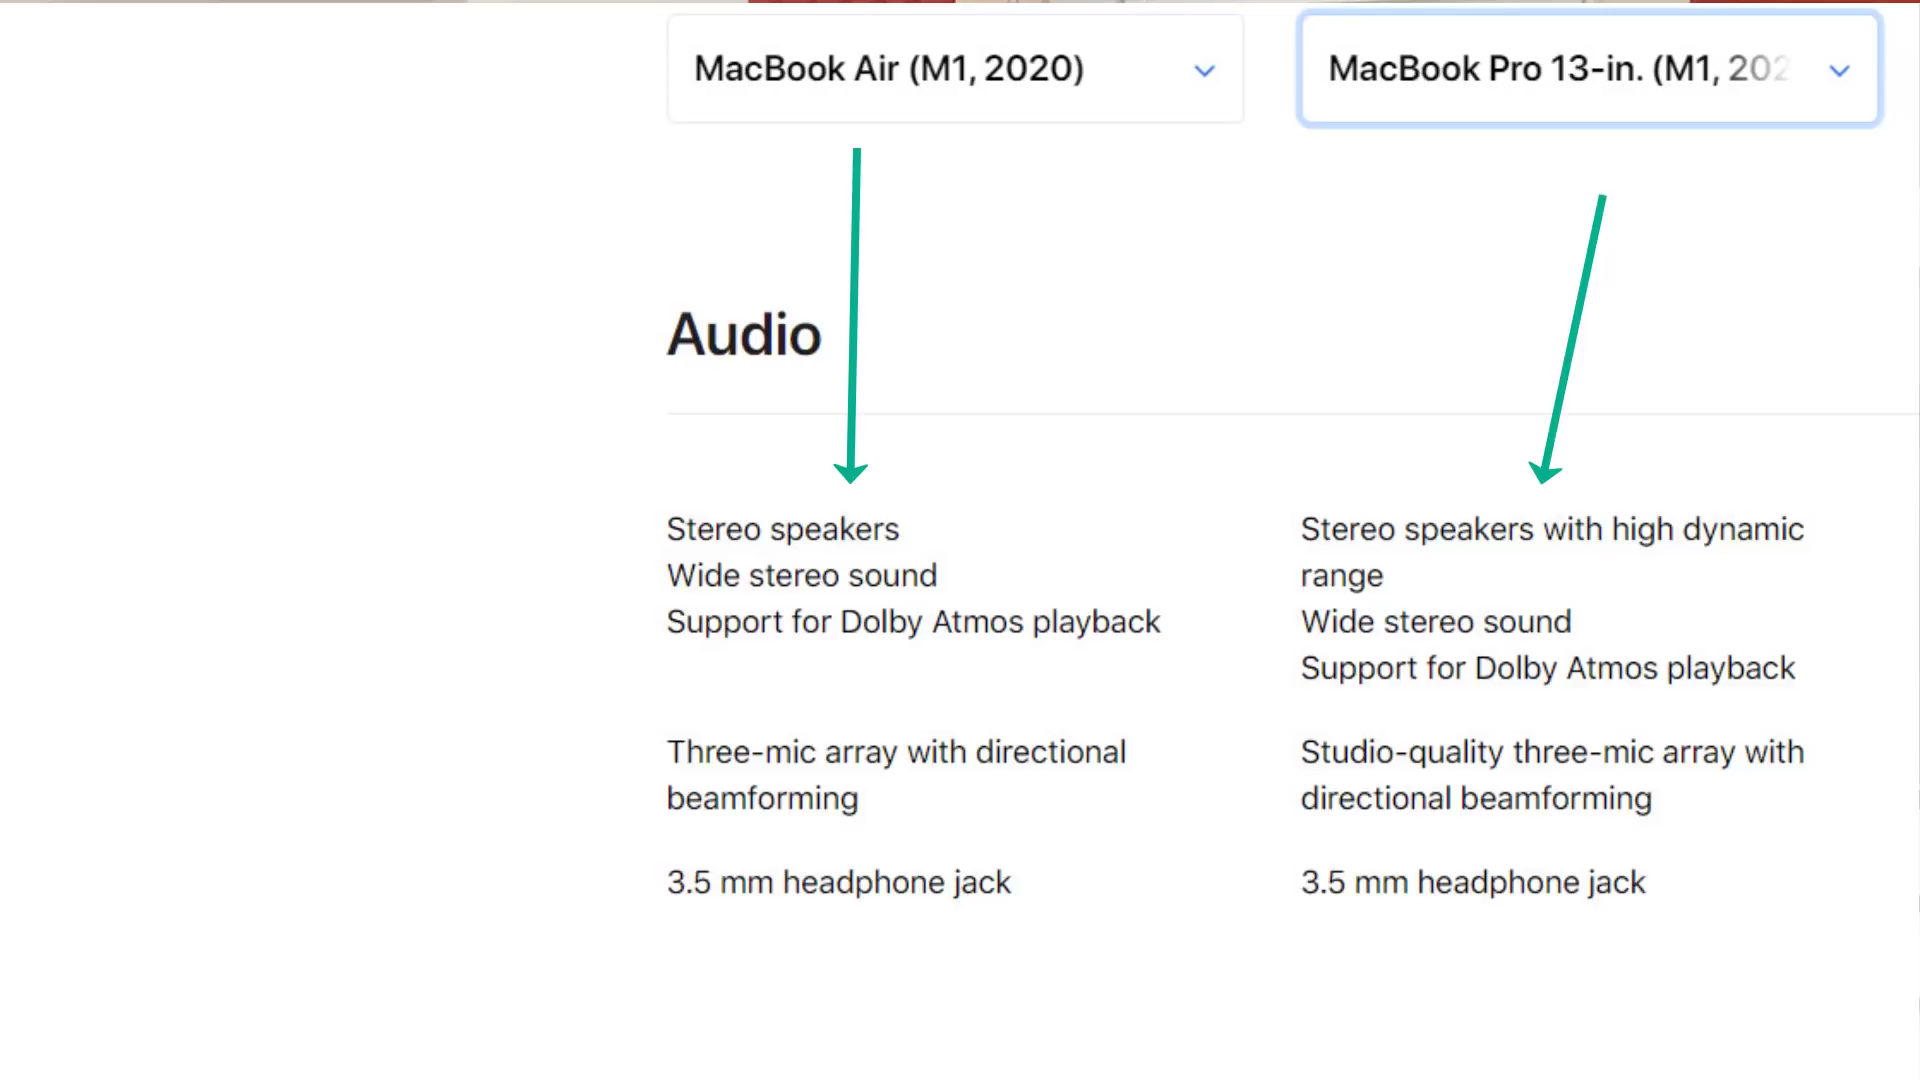 MacBook Air (M1, 2020)
MacBook Pro 13-in. (M1, 202
Audio
Stereo speakers
Wide stereo sound
Support for Dolby Atmos playback
Three-mic array with directional
beamforming
3.5 mm headphone jack
Stereo speakers with high dynamic
range
Wide stereo sound
Support for Dolby Atmos playback
Studio-quality three-mic array with
directional beamforming
3.5 mm headphone jack